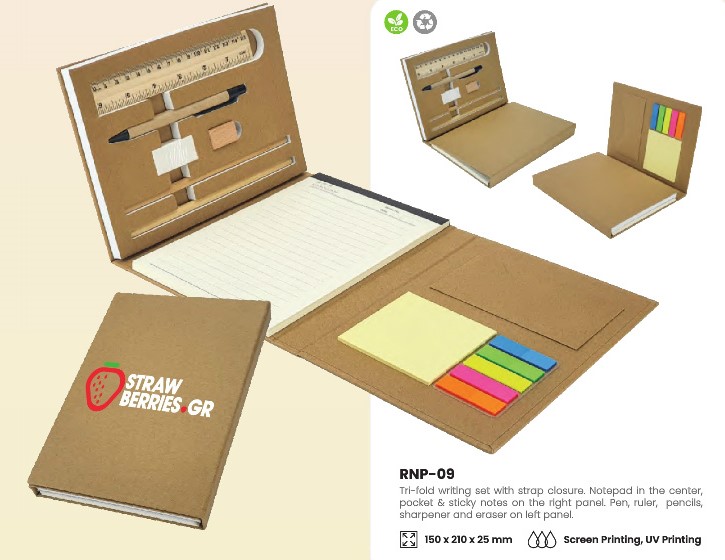 ECO
STRAW
BERRIES.GR
RNP-09
Tri-fold writing set with strap closure. Notepad in the center,
pocket & sticky notes on the right panel. Pen, ruler, pencils,
sharpener and eraser on left panel.
150 x 210 x 25 mm
Screen Printing, UV Printing